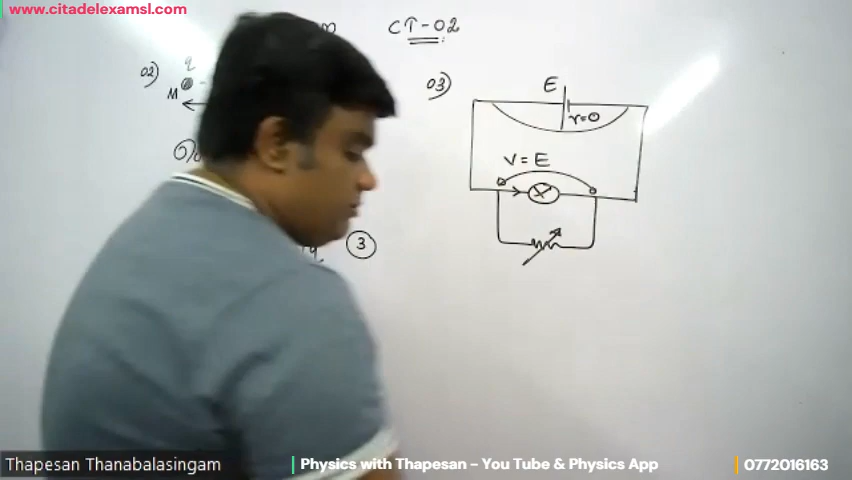 www.citadelexamsl.com
CT-02
02)
q
M
3
03)
E
r=0
V = E
Thapesan Thanabalasingam
Physics with Thapesan - You Tube & Physics App
0772016163